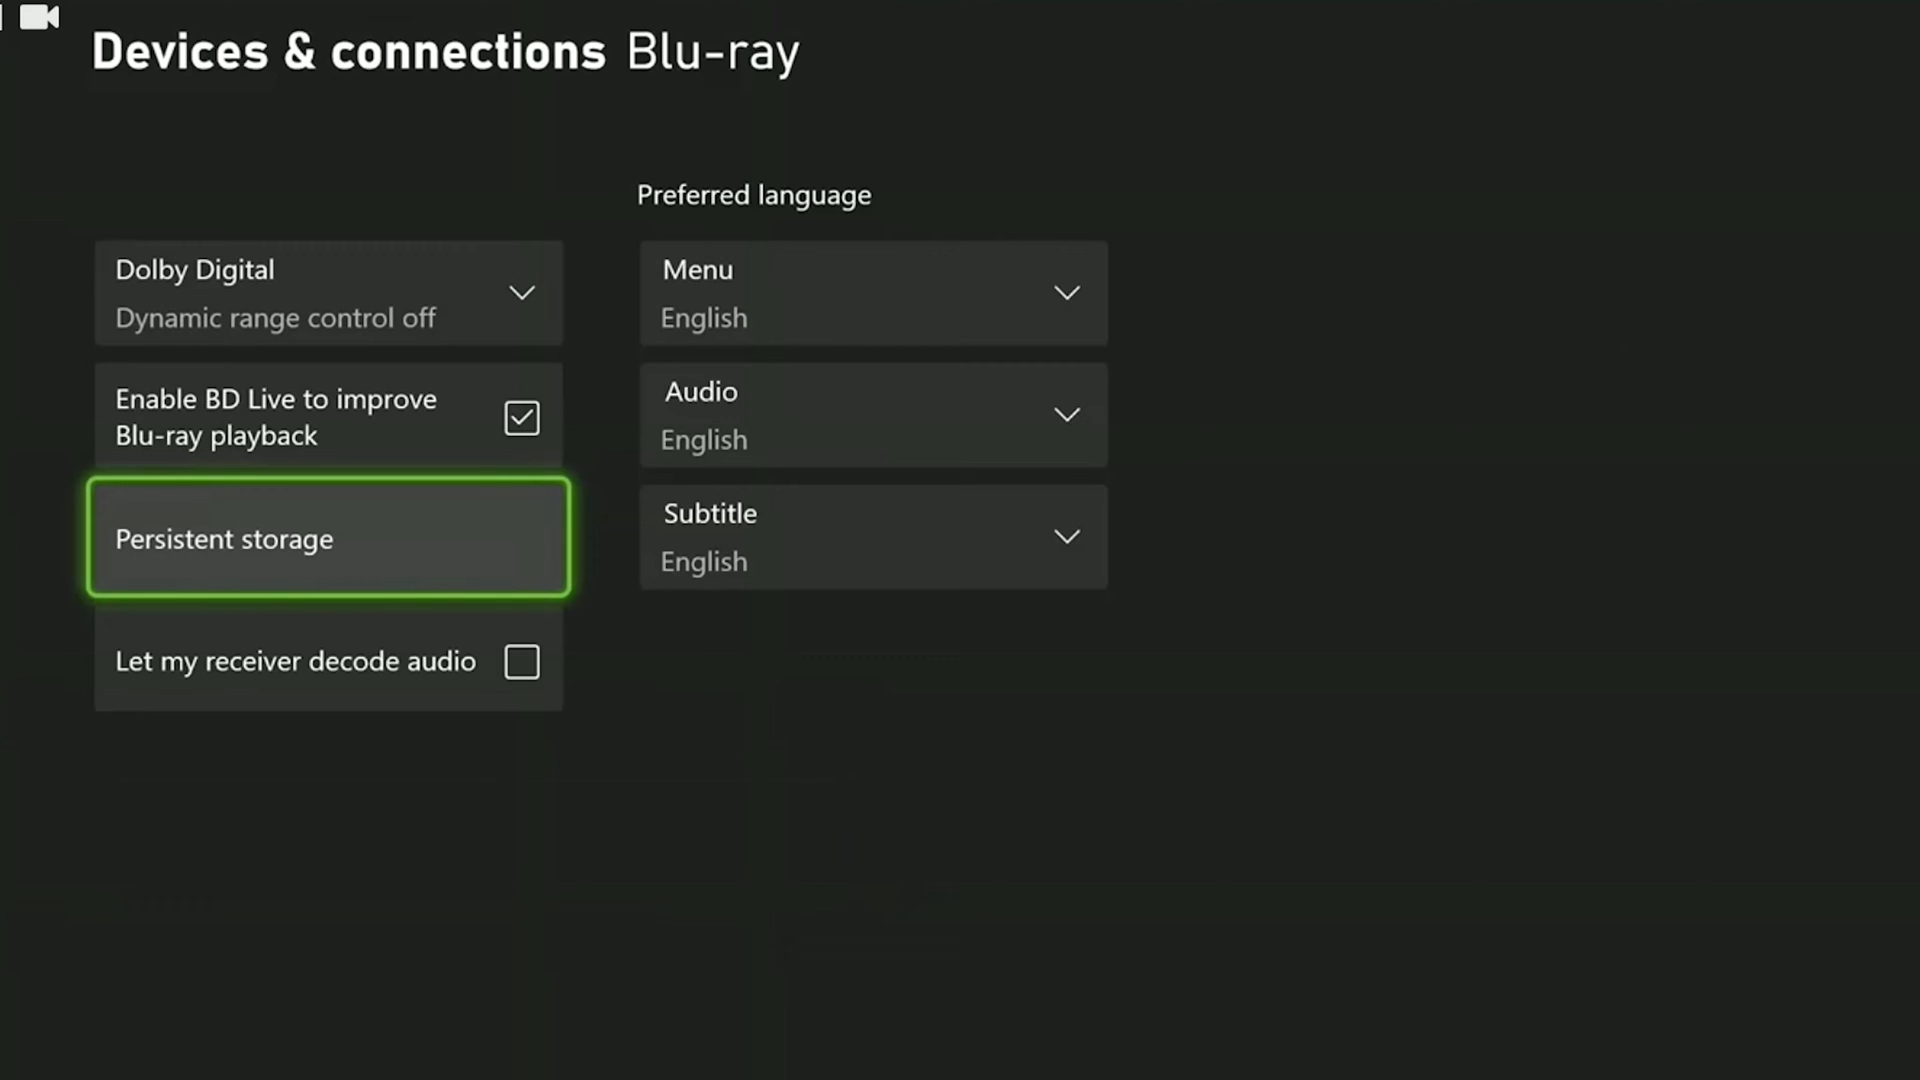 Devices & connections Blu-ray
Dolby Digital
Dynamic range control off
Enable BD Live to improve
Blu-ray playback
Persistent storage
Let my receiver decode audio
Preferred language
Menu
English
Audio
English
Subtitle
English